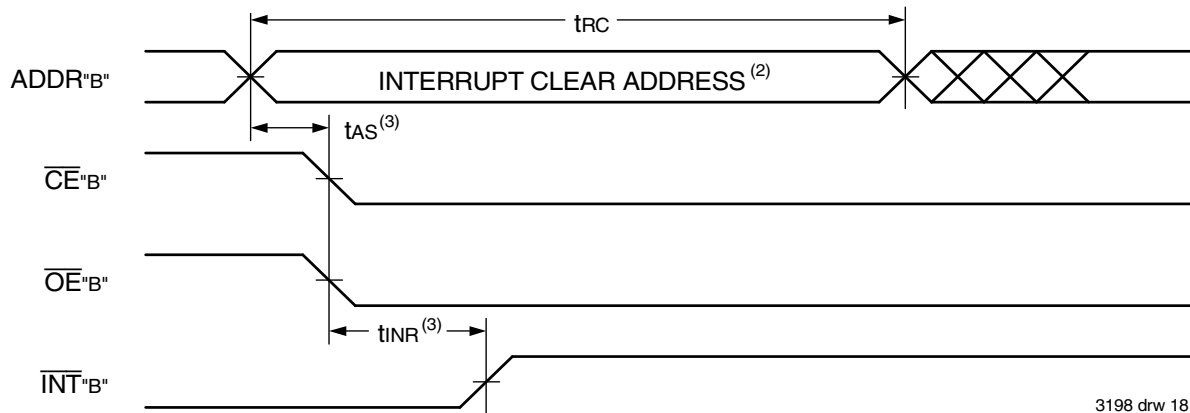 tRC
ADDR"B" INTERRUPT CLEAR ADDRESS (2)
tAS(3)
CE"B"
OE"B"
tINR(3)
INT"B"
3198 drw 18